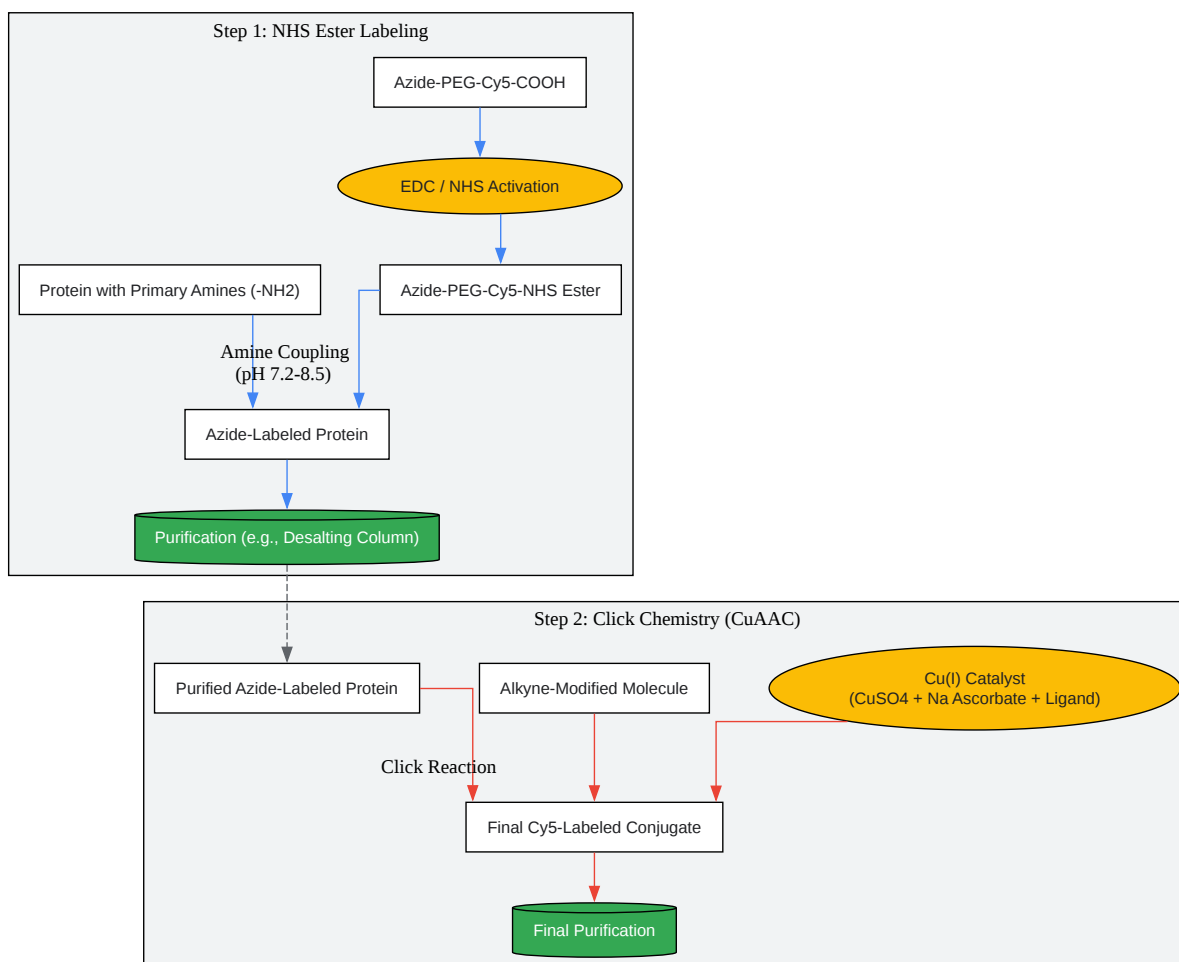 Step 1: NHS Ester Labeling
Azide-PEG-Cy5-COOH
EDC / NHS Activation
Protein with Primary Amines (-NH2)
Azide-PEG-Cy5-NHS Ester
Amine Coupling
(pH 7.2-8.5)
Azide-Labeled Protein
Purification (e.g., Desalting Column)
Step 2: Click Chemistry (CuAAC)
Purified Azide-Labeled Protein
Alkyne-Modified Molecule
Cu(I) Catalyst
(CuSO4 + Na Ascorbate + Ligand)
Click Reaction
Final Cy5-Labeled Conjugate
Final Purification